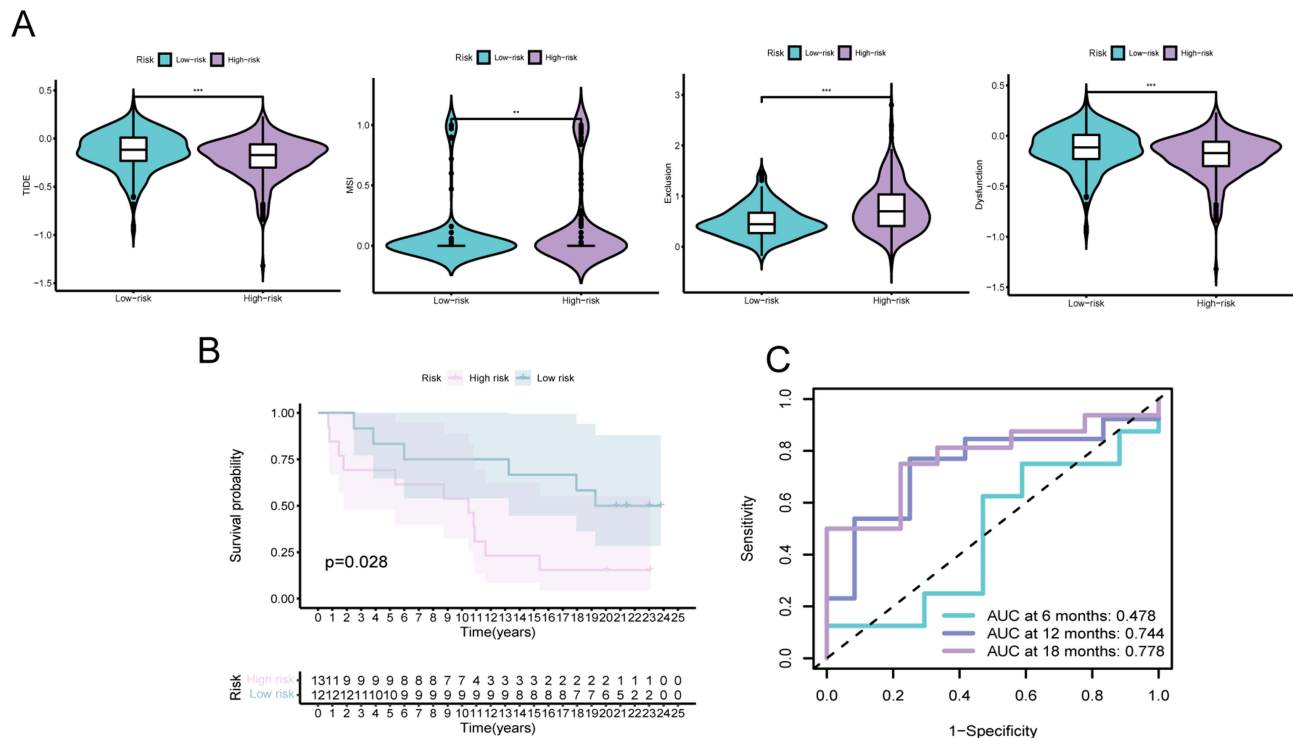 A
Risk Low-risk High-risk
Risk Low-risk High-risk
Risk Low-risk High-risk
Risk Low-risk High-risk
TIDE
0.5
0.0
−0.5
−1.0
−1.5
***
Low-risk High-risk
MSI
1.0
0.5
0.0
**
Low-risk High-risk
Exclusion
3
2
1
0
***
Low-risk High-risk
Dysfunction
0.5
0.0
−0.5
−1.0
−1.5
***
Low-risk High-risk
B
Risk High risk Low risk
Survival probability
1.00
0.75
0.50
0.25
0.00
p=0.028
0 1 2 3 4 5 6 7 8 9 10 11 12 13 14 15 16 17 18 19 20 21 22 23 24 25
Time(years)
Risk
High risk 13 11 9 9 9 9 8 8 8 7 7 4 3 3 3 3 2 2 2 2 2 1 1 1 0 0
Low risk 12 12 12 11 10 10 9 9 9 9 9 9 9 9 8 8 8 8 7 7 6 5 2 2 0 0
0 1 2 3 4 5 6 7 8 9 10 11 12 13 14 15 16 17 18 19 20 21 22 23 24 25
Time(years)
C
Sensitivity
1.0
0.8
0.6
0.4
0.2
0.0
AUC at 6 months: 0.478
AUC at 12 months: 0.744
AUC at 18 months: 0.778
0.0 0.2 0.4 0.6 0.8 1.0
1−Specificity